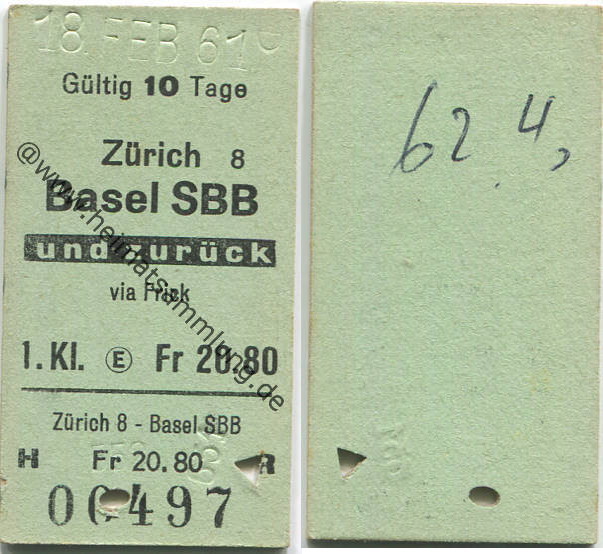 18. FEB 61
Gültig 10 Tage
Zürich 8
Basel SBB
und zurück
via Frick
1. Kl. E Fr 20.80
Zürich 8 - Basel SBB
H Fr 20.80 R
00497
@www.heimatsammlung.de
62 4,